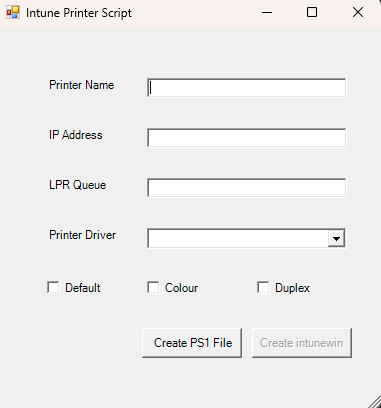 Intune Printer Script
Printer Name
IP Address
LPR Queue
Printer Driver
Default Colour Duplex
Create PS1 File Create intunewin